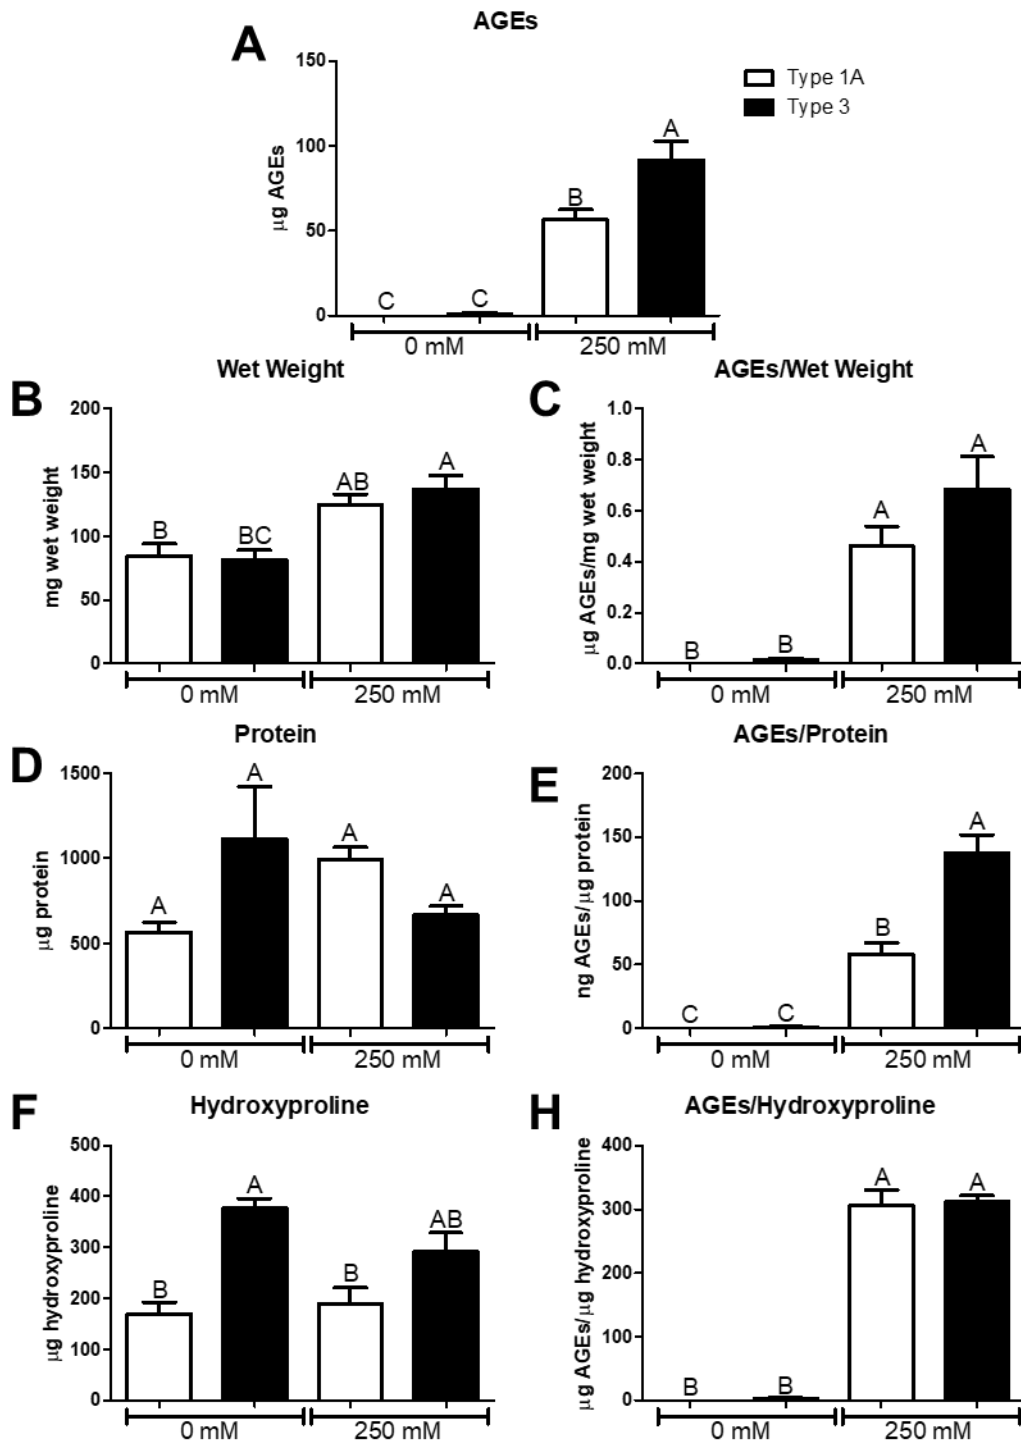 AGEs
A
150
100
50
0
μg AGEs
Type 1A
Type 3
C
C
B
A
0 mM
250 mM
Wet Weight
B
200
150
100
50
0
mg wet weight
B
BC
AB
A
0 mM
250 mM
AGEs/Wet Weight
C
1.0
0.8
0.6
0.4
0.2
0.0
μg AGEs/mg wet weight
B
B
A
A
0 mM
250 mM
Protein
D
1500
1000
500
0
μg protein
A
A
A
A
0 mM
250 mM
AGEs/Protein
E
200
150
100
50
0
ng AGEs/μg protein
C
C
B
A
0 mM
250 mM
Hydroxyproline
F
500
400
300
200
100
0
μg hydroxyproline
B
A
B
AB
0 mM
250 mM
AGEs/Hydroxyproline
H
400
300
200
100
0
μg AGEs/μg hydroxyproline
B
B
A
A
0 mM
250 mM